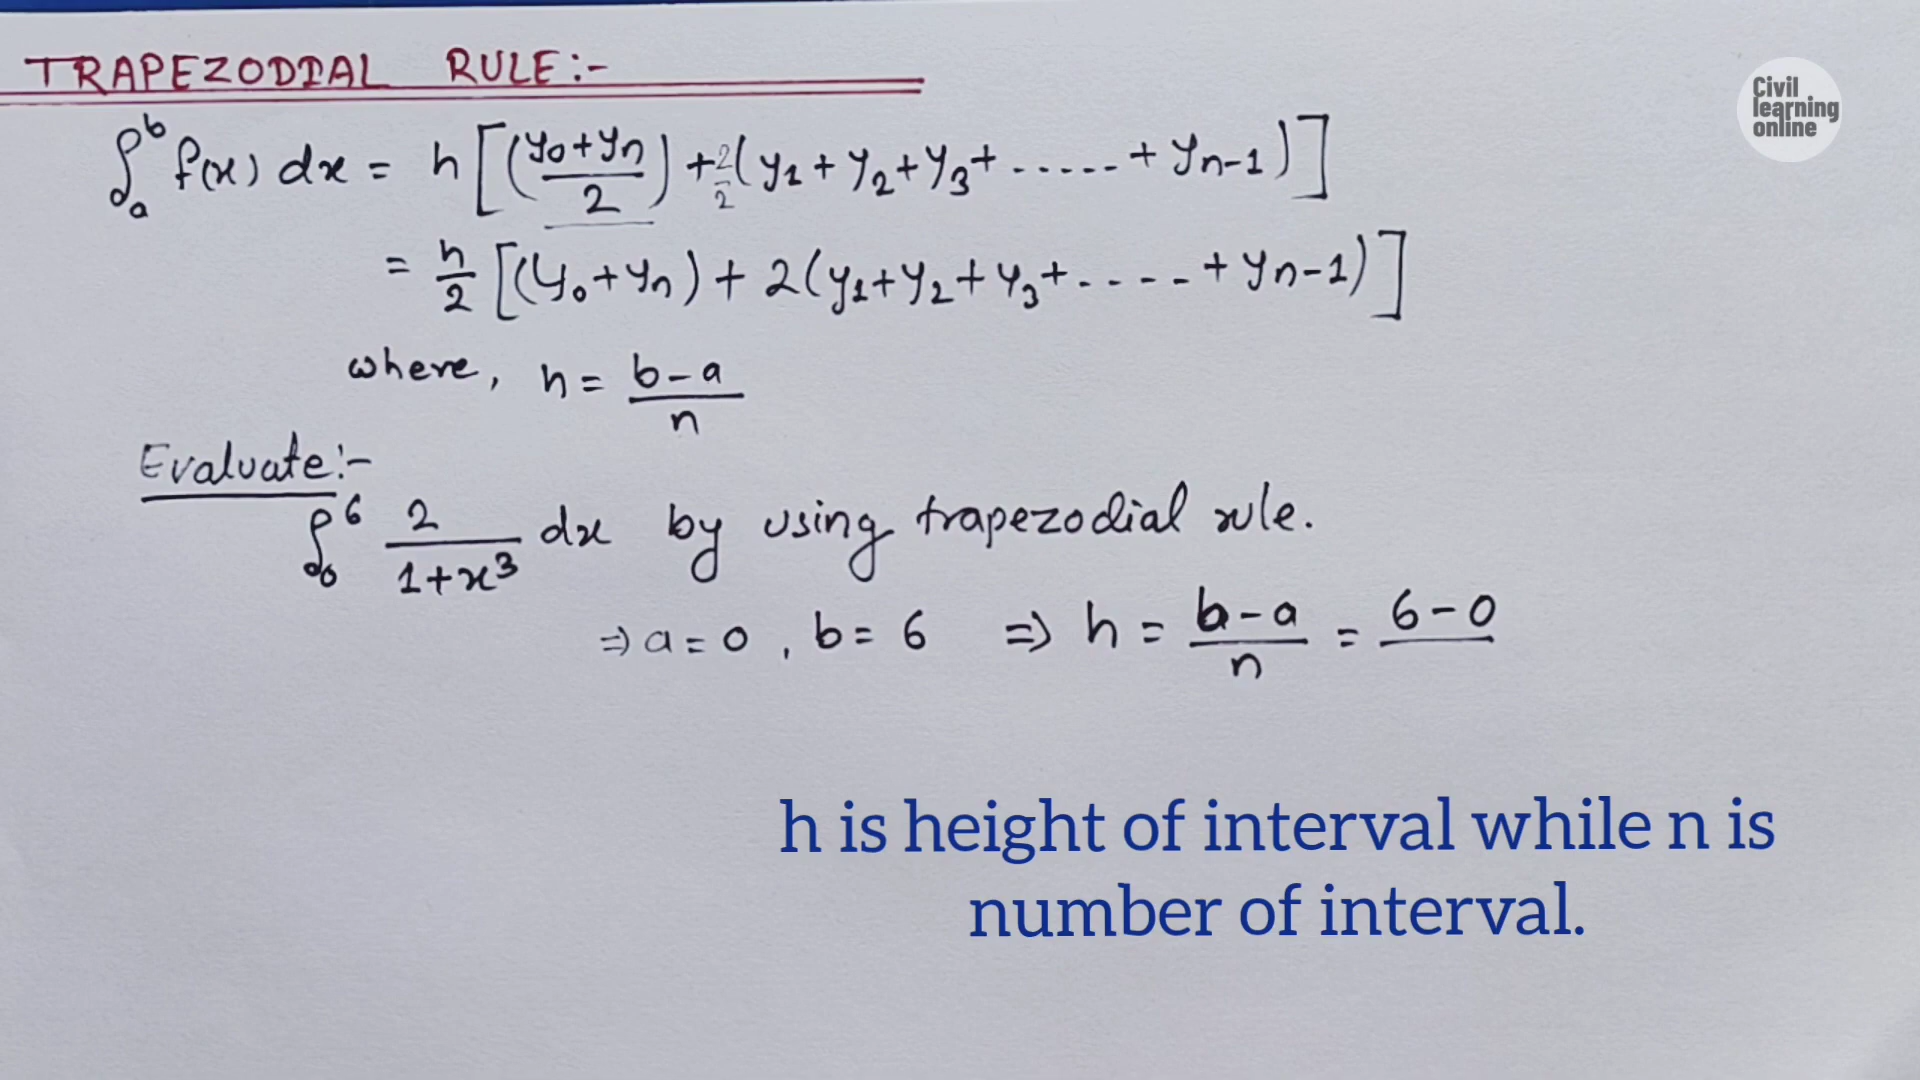 TRAPEZODIAL RULE:-
Civil
learning
online
∫ₐᵇ f(x) dx = h[((y₀+yₙ)/2) + 2/2(y₁+y₂+y₃+......+yₙ₋₁)]
= h/2 [(y₀+yₙ) + 2(y₁+y₂+y₃+.....+yₙ₋₁)]
where, h = (b-a)/n
Evaluate:-
∫₀⁶ 2/(1+x³) dx by using trapezodial rule.
⇒ a=0, b=6 ⇒ h = (b-a)/n = (6-0)/
h is height of interval while n is
number of interval.